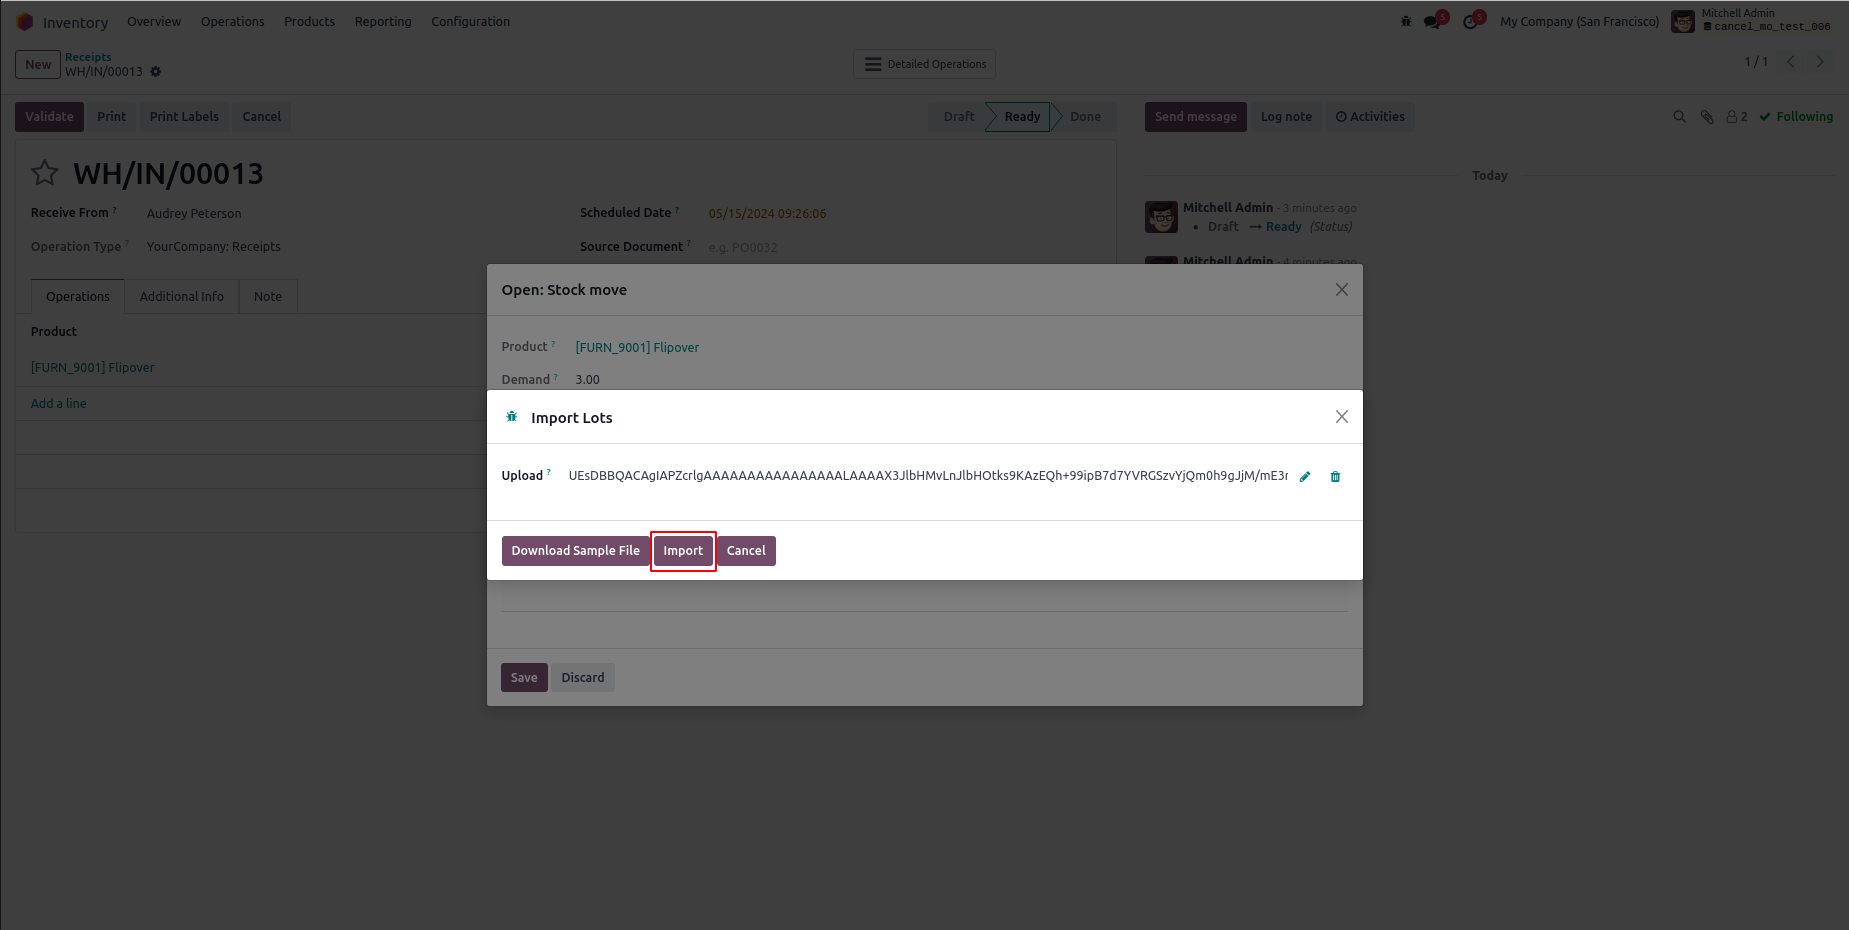 Inventory Overview Operations Products Reporting Configuration 5 5 My Company (San Francisco) Mitchell Admin
cancel_mo_test_006
New Receipts
WH/IN/00013
Detailed Operations
1 / 1
Validate Print Print Labels Cancel Draft Ready Done Send message Log note Activities 2 Following
WH/IN/00013
Today
Receive From ? Audrey Peterson Scheduled Date ? 05/15/2024 09:26:06
Mitchell Admin - 3 minutes ago
Draft → Ready (Status)
Operation Type ? YourCompany: Receipts Source Document ? e.g. PO0032
Mitchell Admin - 4 minutes ago
Operations Additional Info Note
Open: Stock move
Product
Product ? [FURN_9001] Flipover
[FURN_9001] Flipover
Demand ? 3.00
Add a line
Import Lots
Upload ?
Download Sample File Import Cancel
Save Discard